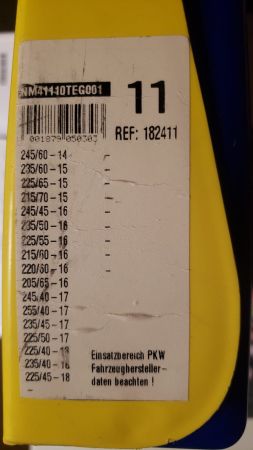 NM41110TEG001
11
001879 050303
REF: 182411
245/60 - 14 -
235/60 - 15 -
225/65 - 15 -
215/70 - 15 -
245/45 - 16 -
235/50 - 16 -
225/55 - 16 -
215/60 - 16 -
220/60 - 16 -
205/65 - 16
245/40 - 17
255/40 - 17
235/45 - 17
225/50 - 17
225/40 - 18
235/40 - 18
225/45 - 18
Einsatzbereich PKW
Fahrzeughersteller-
daten beachten !